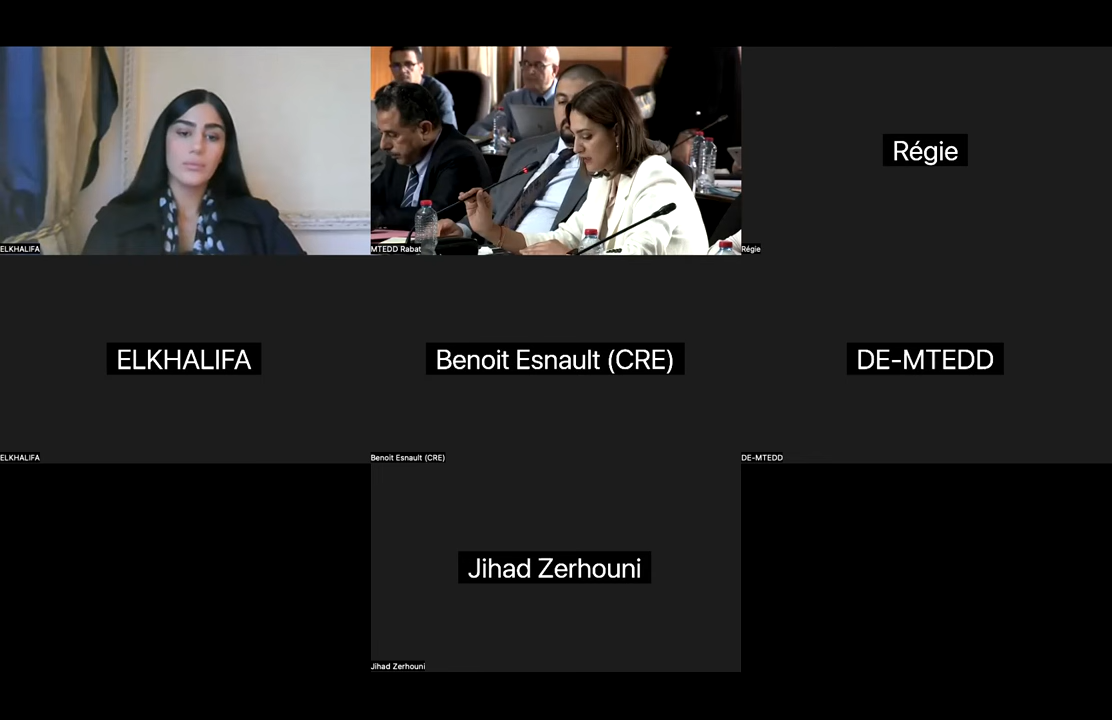 Régie
ELKHALIFA
MTEDD Rabat
Régie
ELKHALIFA
Benoit Esnault (CRE)
DE-MTEDD
ELKHALIFA
Benoit Esnault (CRE)
DE-MTEDD
Jihad Zerhouni
Jihad Zerhouni